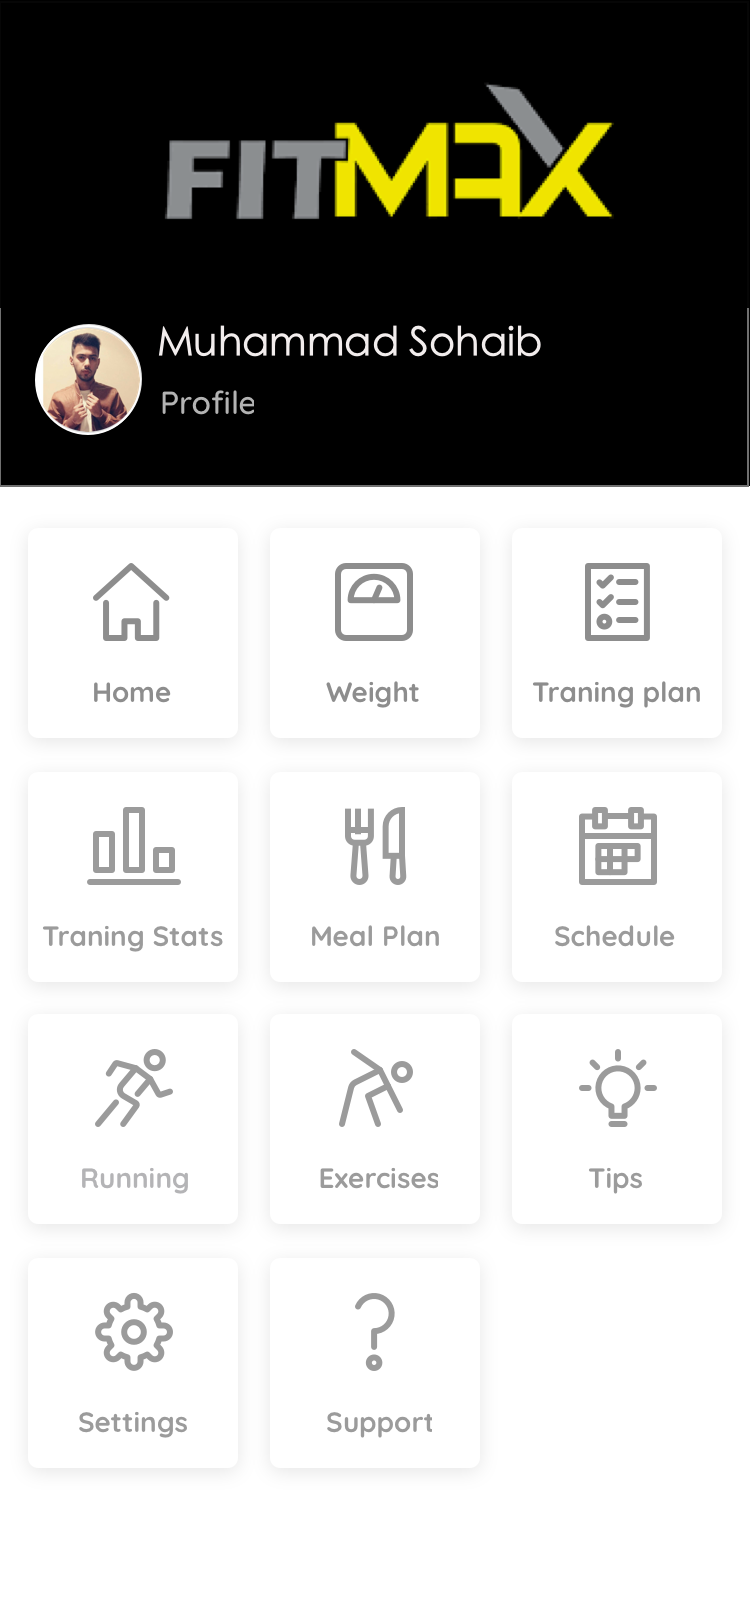 FITMAX
Muhammad Sohaib
Profile
Home
Weight
Traning plan
Traning Stats
Meal Plan
Schedule
Running
Exercises
Tips
Settings
Support